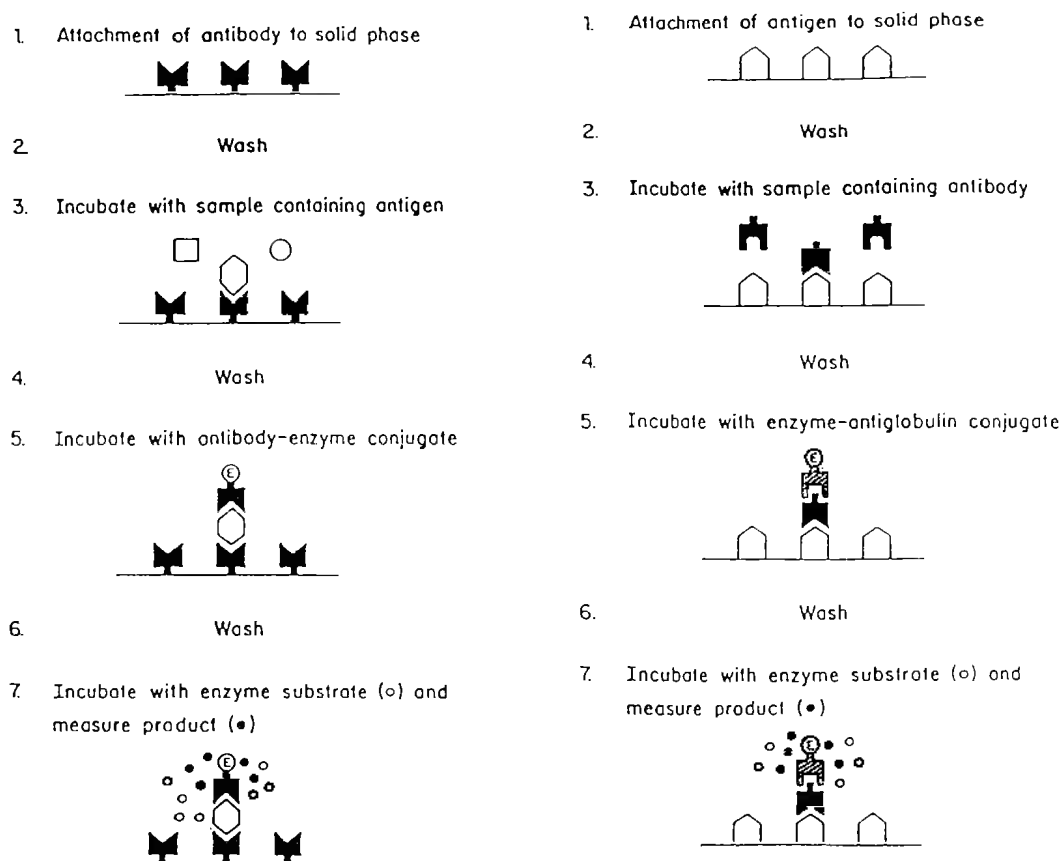 1. Attachment of antibody to solid phase
2. Wash
3. Incubate with sample containing antigen
4. Wash
5. Incubate with antibody-enzyme conjugate
E
6. Wash
7. Incubate with enzyme substrate (o) and
measure product (•)
E
1. Attachment of antigen to solid phase
2. Wash
3. Incubate with sample containing antibody
4. Wash
5. Incubate with enzyme-antiglobulin conjugate
E
6. Wash
7. Incubate with enzyme substrate (o) and
measure product (•)
E